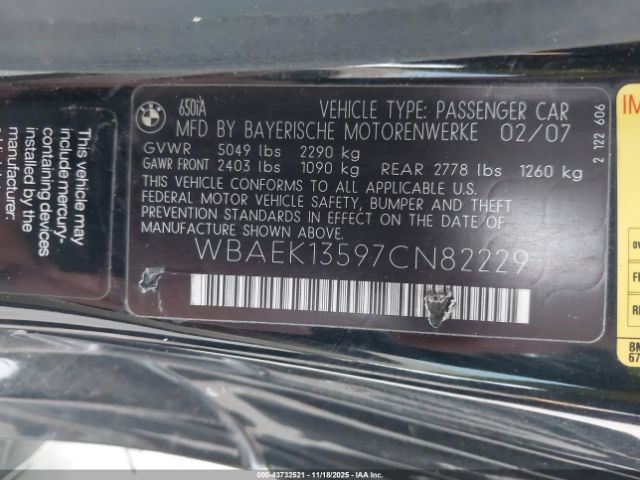 This vehicle may
include mercury-
containing devices
installed by the
manufacturer:
650iA
VEHICLE TYPE: PASSENGER CAR
MFD BY BAYERISCHE MOTORENWERKE 02/07
GVWR 5049 lbs 2290 kg
GAWR FRONT 2403 lbs 1090 kg REAR 2778 lbs 1260 kg
THIS VEHICLE CONFORMS TO ALL APPLICABLE U.S.
FEDERAL MOTOR VEHICLE SAFETY, BUMPER AND THEFT
PREVENTION STANDARDS IN EFFECT ON THE DATE OF
MANUFACTURE SHOWN ABOVE.
WBAEK13597CN82229
2 122 606
000-43732521 - 11/18/2025 - IAA Inc.